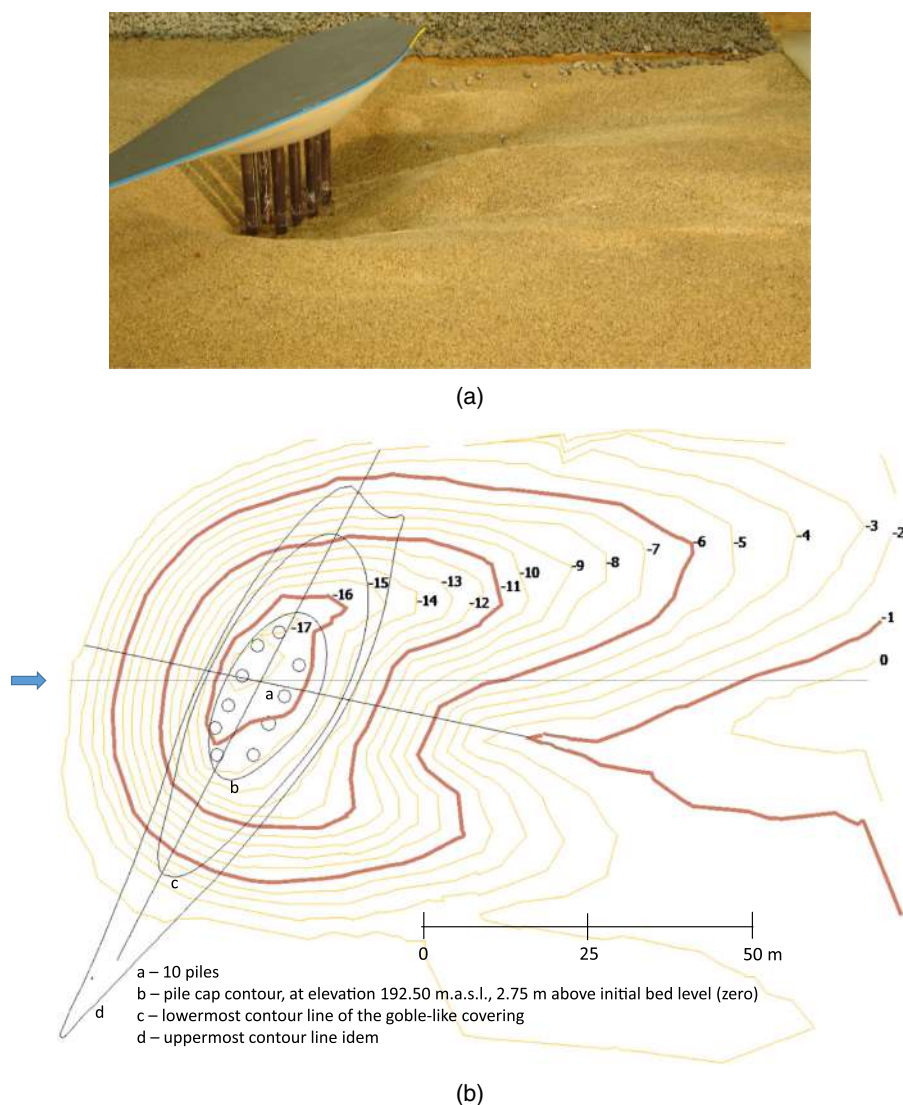 (a)
-3
-2
-4
-6
-5
-7
-8
-9
-10
-11
-13
-15
-12
-14
-16
-1
-17
0
a
b
c
0 25 50 m
a – 10 piles
b – pile cap contour, at elevation 192.50 m.a.s.l., 2.75 m above initial bed level (zero)
d
c – lowermost contour line of the goble-like covering
d – uppermost contour line idem
(b)